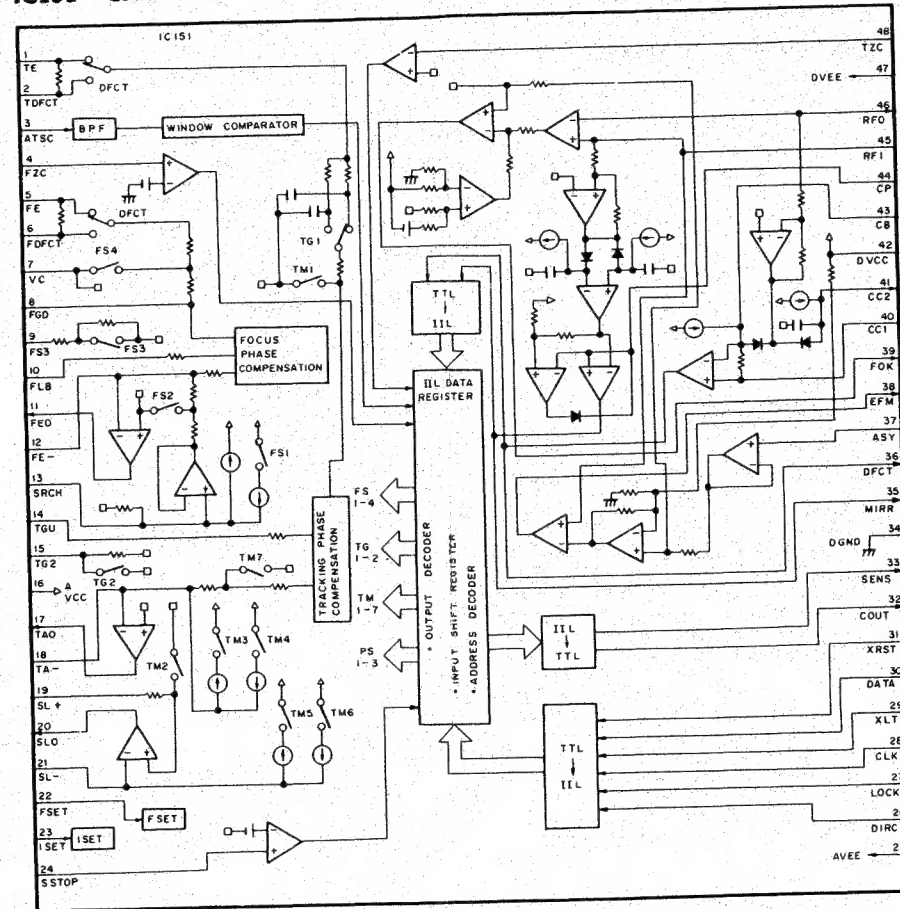 IC151
1
TE
2
TDFCT
DFCT
3
ATSC
BPF
WINDOW COMPARATOR
4
FZC
DFCT
5
FE
6
FDFCT
FS4
7
VC
8
FGD
9
FS3
FS3
10
FLB
FOCUS
PHASE
COMPENSATION
11
FEO
FS2
12
FE-
FS1
13
SRCH
14
TGU
15
TG2
TG2
16
A
VCC
17
TAO
18
TA-
19
SL+
20
SLO
21
SL-
22
FSET
FSET
23
ISET
ISET
24
SSTOP
TG1
TM1
TM7
TM3
TM4
TM2
TM5
TM6
TRACKING PHASE
COMPENSATION
FS
1-4
TG
1-2
TM
1-7
PS
1-3
TTL
IIL
IIL DATA
REGISTER
• OUTPUT DECODER
• INPUT SHIFT REGISTER
• ADDRESS DECODER
IIL
TTL
TTL
IIL
48
TZC
47
DVEE
46
RFO
45
RFI
44
CP
43
CB
42
DVCC
41
CC2
40
CC1
39
FOK
38
EFM
37
ASY
36
DFCT
35
MIRR
34
DGND
33
SENS
32
COUT
31
XRST
30
DATA
29
XLT
28
CLK
LOCK
DIRC
AVEE